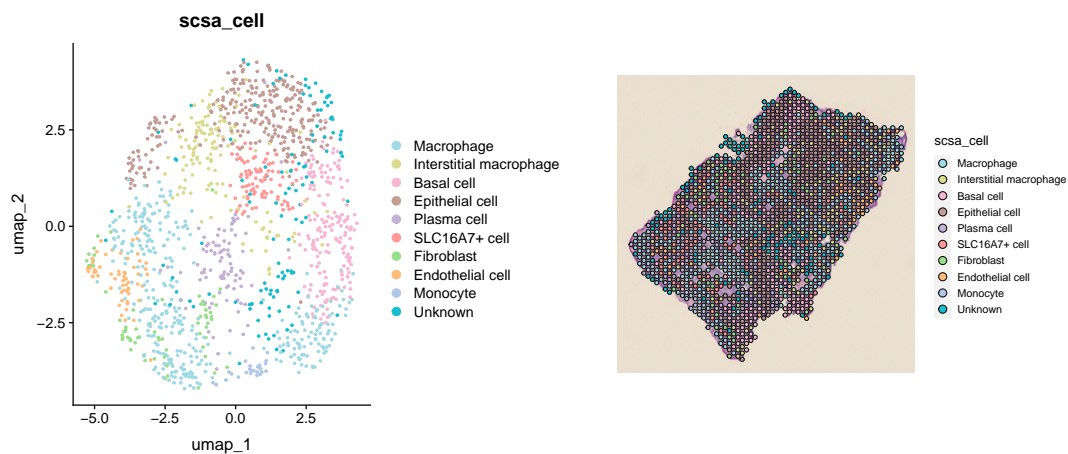 scsa_cell
umap_2
2.5
0.0
−2.5
−5.0 −2.5 0.0 2.5
umap_1
Macrophage
Interstitial macrophage
Basal cell
Epithelial cell
Plasma cell
SLC16A7+ cell
Fibroblast
Endothelial cell
Monocyte
Unknown
scsa_cell
Macrophage
Interstitial macrophage
Basal cell
Epithelial cell
Plasma cell
SLC16A7+ cell
Fibroblast
Endothelial cell
Monocyte
Unknown